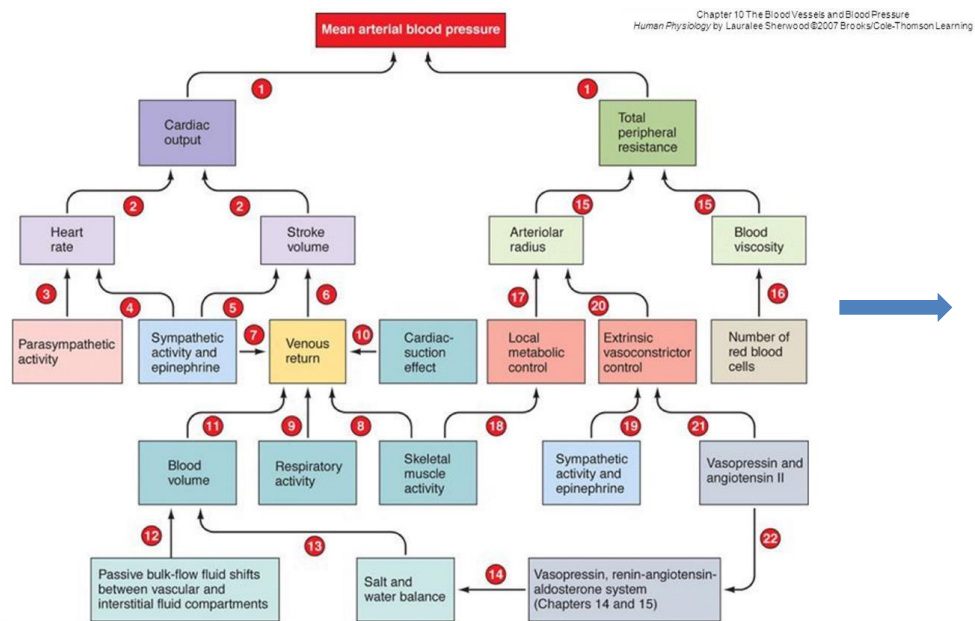 Chapter 10 The Blood Vessels and Blood Pressure
Human Physiology by Lauralee Sherwood ©2007 Brooks/Cole-Thomson Learning
Mean arterial blood pressure
1
1
Cardiac
output
Total
peripheral
resistance
2
2
15
15
Heart
rate
Stroke
volume
Arteriolar
radius
Blood
viscosity
3
4
5
6
17
20
16
Parasympathetic
activity
Sympathetic
activity and
epinephrine
7
Venous
return
10
Cardiac-
suction
effect
Local
metabolic
control
Extrinsic
vasoconstrictor
control
Number of
red blood
cells
11
9
8
18
19
21
Blood
volume
Respiratory
activity
Skeletal
muscle
activity
Sympathetic
activity and
epinephrine
Vasopressin and
angiotensin II
12
13
14
22
Passive bulk-flow fluid shifts
between vascular and
interstitial fluid compartments
Salt and
water balance
Vasopressin, renin-angiotensin-
aldosterone system
(Chapters 14 and 15)